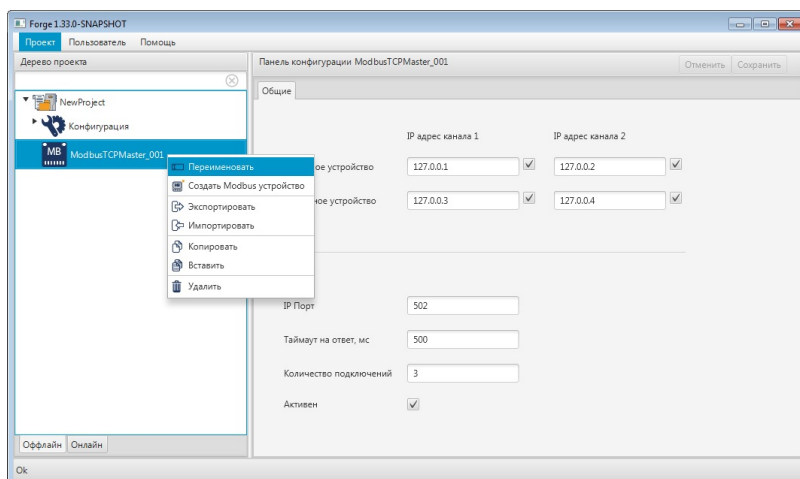 Forge 1.33.0-SNAPSHOT
Проект Пользователь Помощь
Дерево проекта
Панель конфигурации ModbusTCPMaster_001
Отменить Сохранить
Общие
NewProject
Конфигурация
MB ModbusTCPMaster_001
IP адрес канала 1 IP адрес канала 2
устройство 127.0.0.1 127.0.0.2
устройство 127.0.0.3 127.0.0.4
Переименовать
Создать Modbus устройство
Экспортировать
Импортировать
Копировать
Вставить
Удалить
IP Порт 502
Таймаут на ответ, мс 500
Количество подключений 3
Активен
Оффлайн Онлайн
Ok